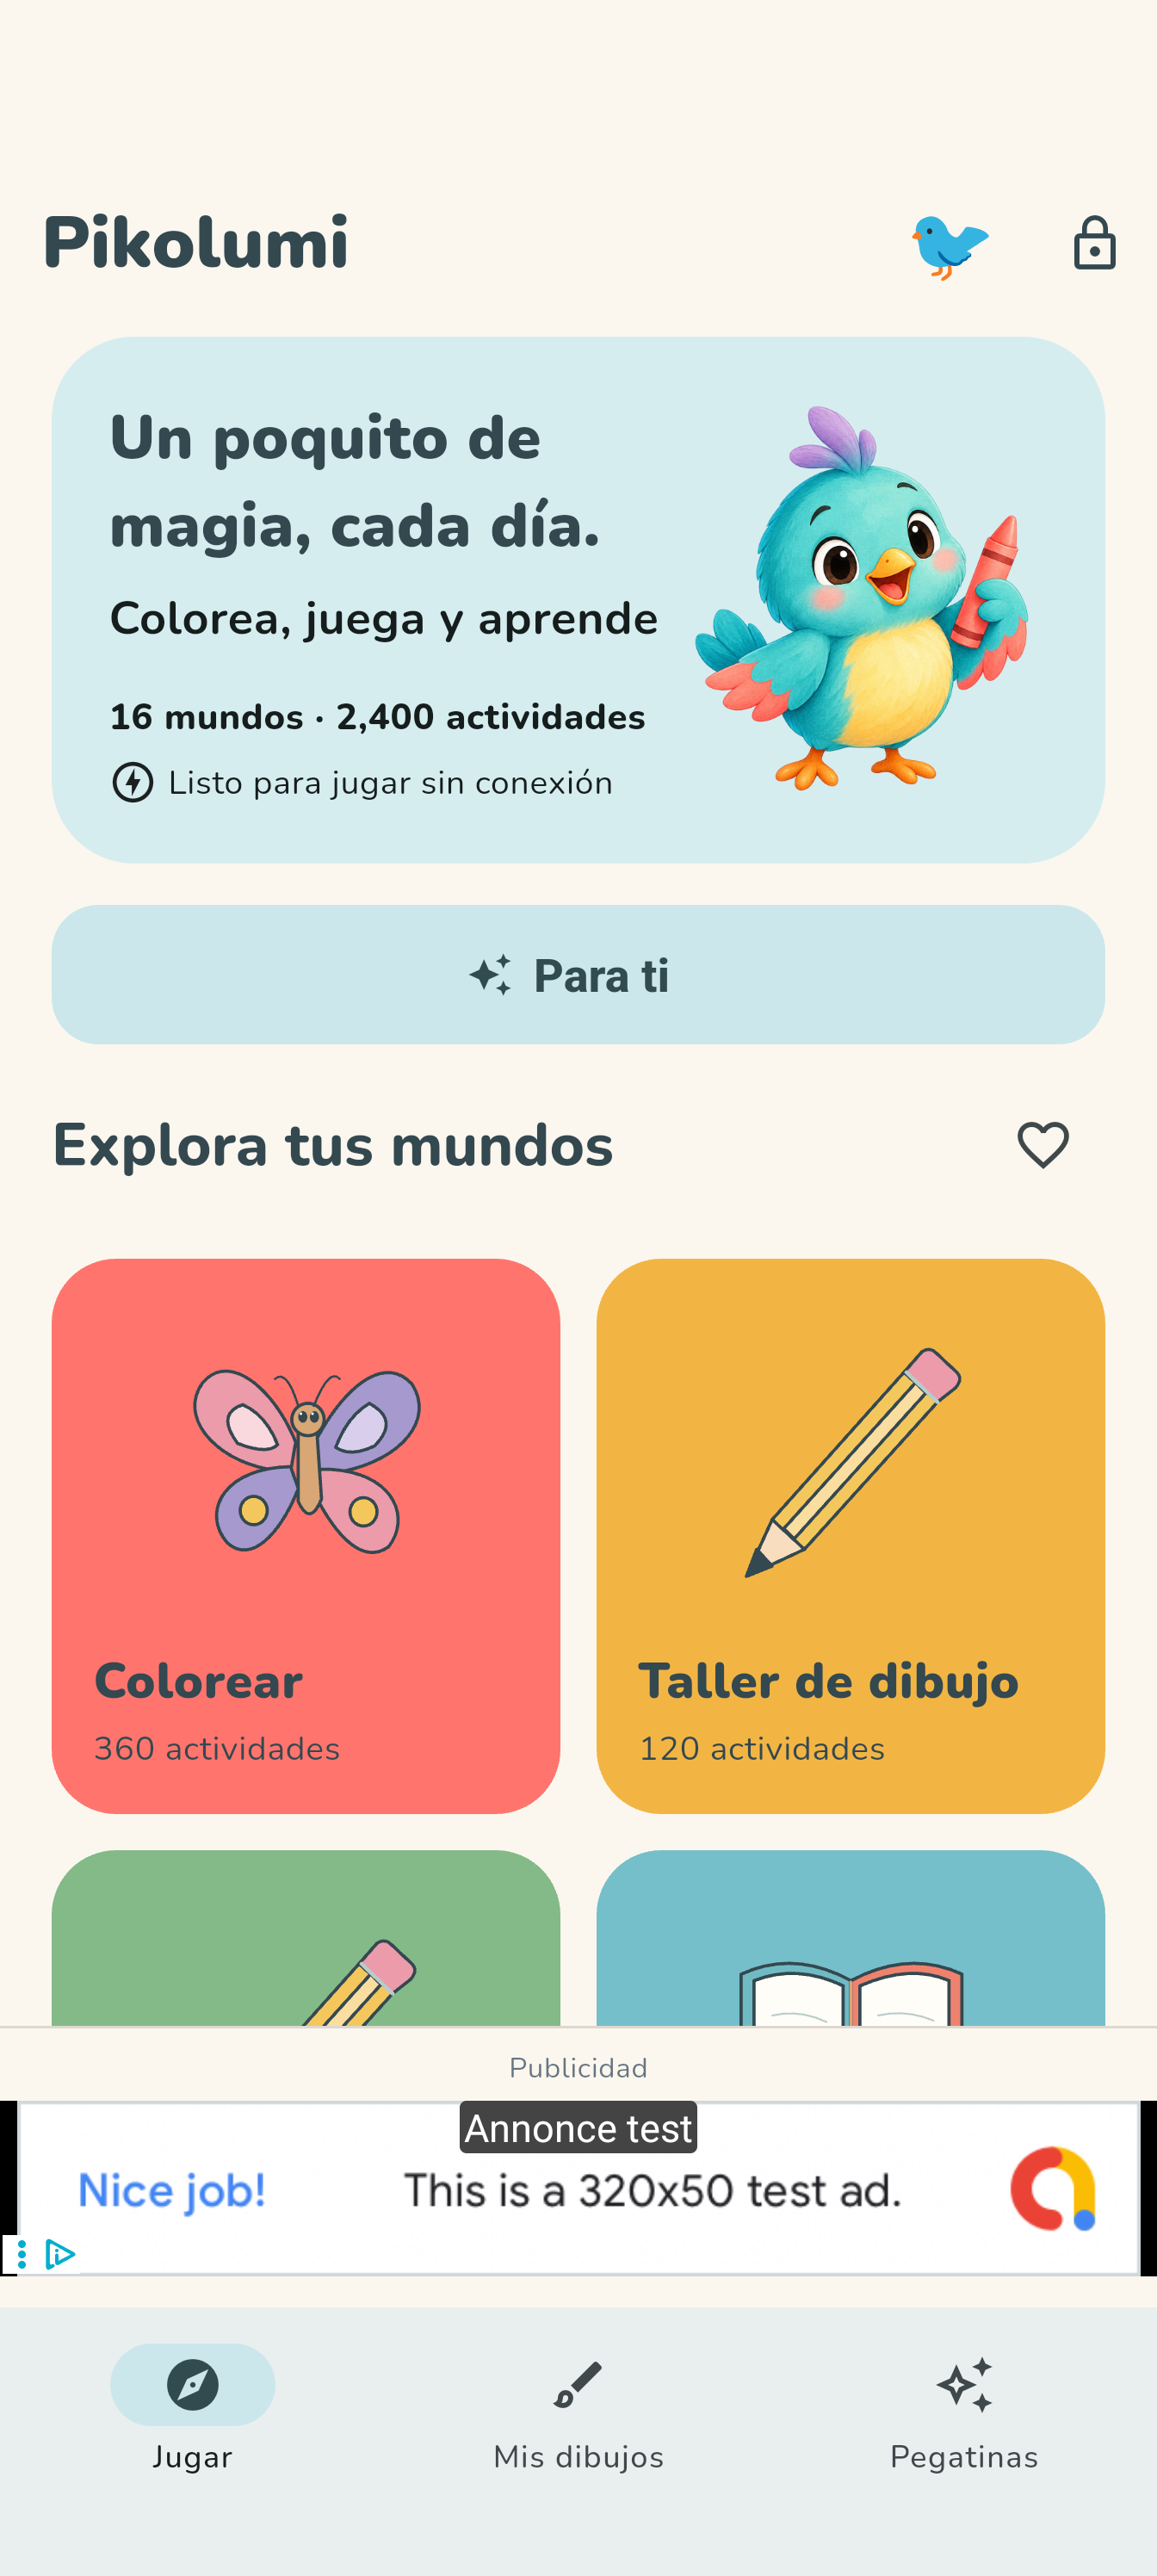 Pikolumi
Un poquito de
magia, cada día.
Colorea, juega y aprende
16 mundos · 2,400 actividades
Listo para jugar sin conexión
Para ti
Explora tus mundos
Colorear
360 actividades
Taller de dibujo
120 actividades
Publicidad
Annonce test
Nice job!
This is a 320x50 test ad.
Jugar
Mis dibujos
Pegatinas